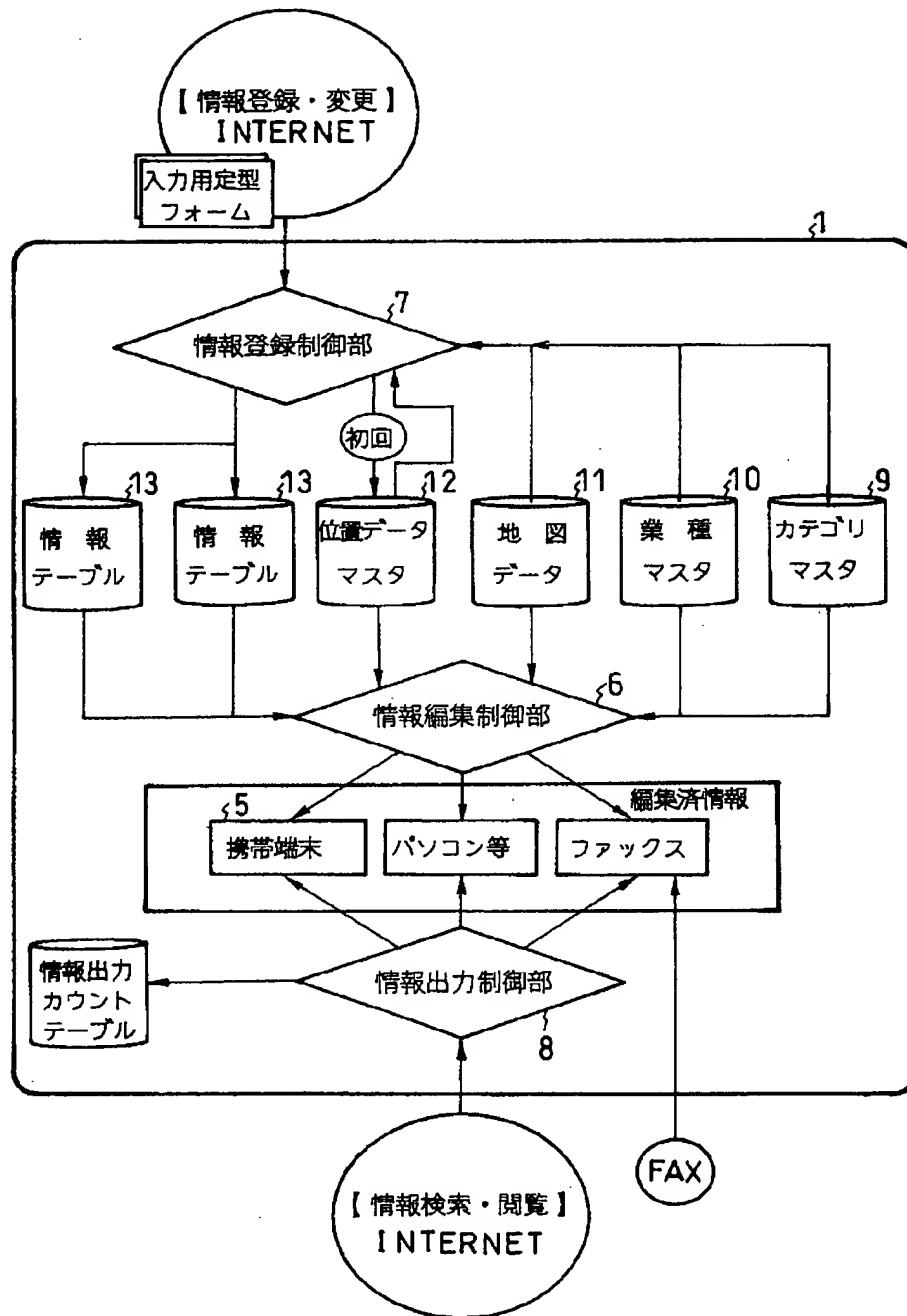 【情報登録・変更】
INTERNET
入力用定型
フォーム
1
7
情報登録制御部
初回
13
13
12
11
10
9
情 報
テーブル
情 報
テーブル
位置データ
マスタ
地 図
データ
業 種
マスタ
カテゴリ
マスタ
6
情報編集制御部
編集済情報
5
携帯端末
パソコン等
ファックス
情報出力
カウント
テーブル
情報出力制御部
8
FAX
【情報検索・閲覧】
INTERNET